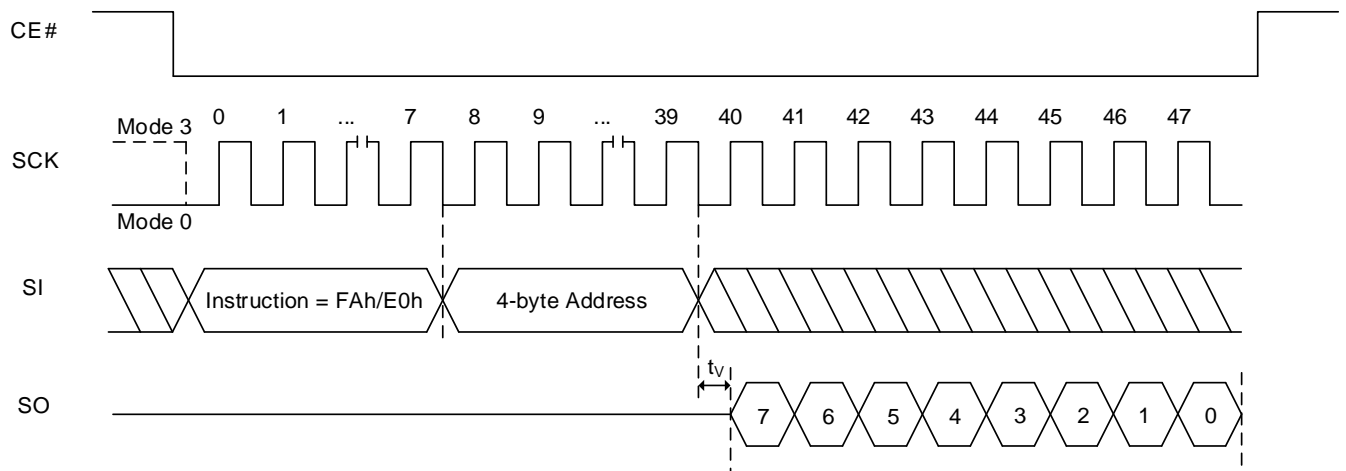 CE#
Mode 3 0 1 ... 7 8 9 ... 39 40 41 42 43 44 45 46 47
SCK
Mode 0
SI Instruction = FAh/E0h 4-byte Address
tV
SO 7 6 5 4 3 2 1 0